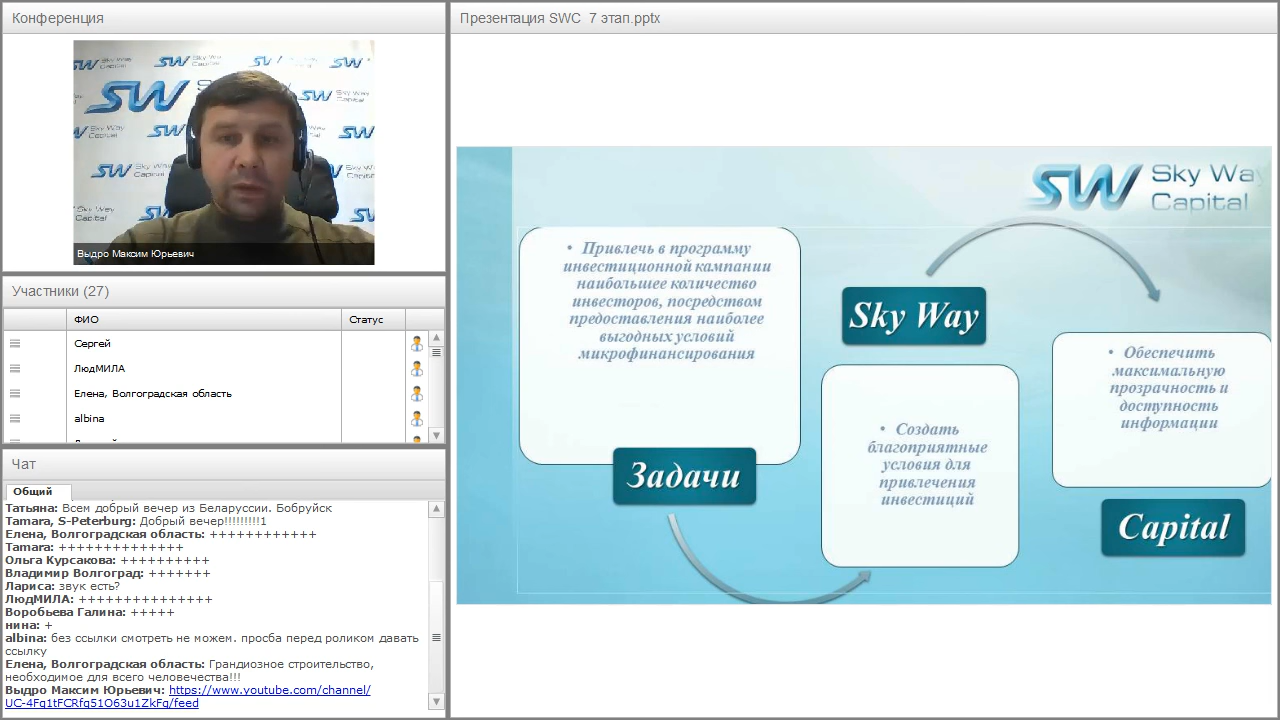 Конференция
Sky Way
Capital
Выдро Максим Юрьевич
Участники (27)
ФИО
Статус
Сергей
ЛюдМИЛА
Елена, Волгоградская область
albina
Чат
Общий
Татьяна: Всем добрый вечер из Беларуссии. Бобруйск
Tamara, S-Peterburg: Добрый вечер!!!!!!!!!1
Елена, Волгоградская область: ++++++++++++
Tamara: ++++++++++++++
Ольга Курсакова: ++++++++++
Владимир Волгоград: +++++++
Лариса: звук есть?
ЛюдМИЛА: +++++++++++++++
Воробьева Галина: +++++
нина: +
albina: без ссылки смотреть не можем. просба перед роликом давать
ссылку
Елена, Волгоградская область: Грандиозное строительство,
необходимое для всего человечества!!!
Выдро Максим Юрьевич: https://www.youtube.com/channel/
UC-4Fq1tFCRfq51O63u1ZkFg/feed
Презентация SWC 7 этап.pptx
SW Sky Way
Capital
• Привлечь в программу
инвестиционной кампании
наибольшее количество
инвесторов, посредством
предоставления наиболее
выгодных условий
микрофинансирования
Задачи
Sky Way
• Создать
благоприятные
условия для
привлечения
инвестиций
• Обеспечить
максимальную
прозрачность и
доступность
информации
Capital